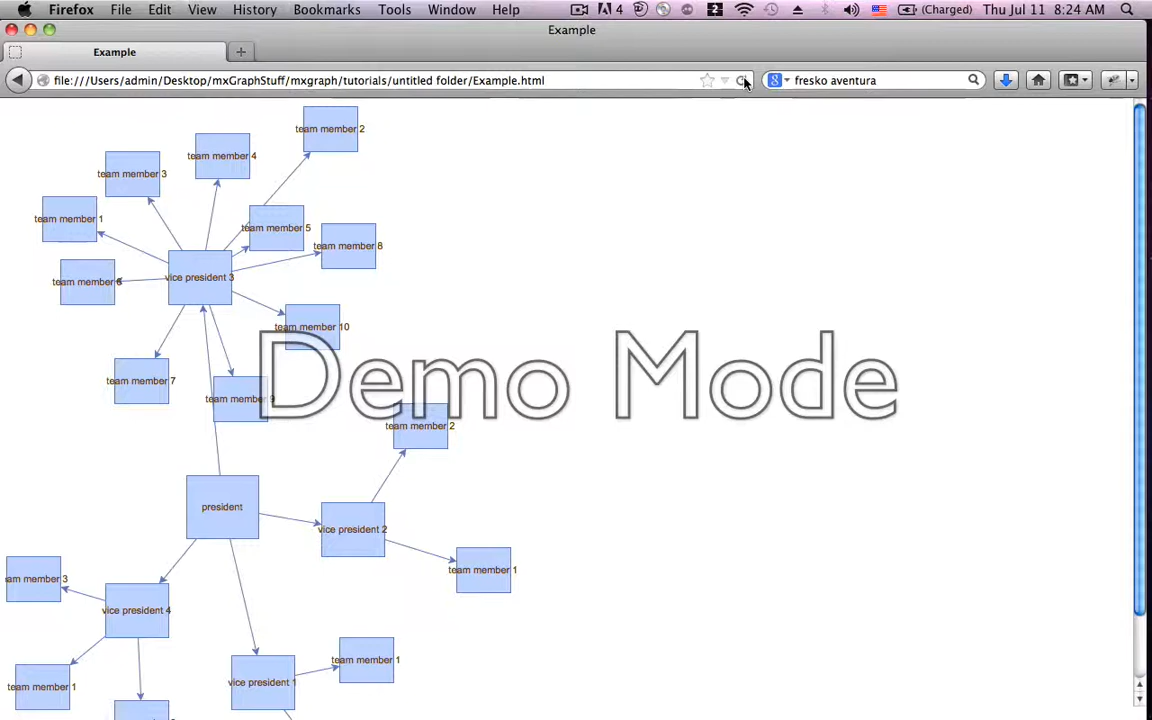 Firefox File Edit View History Bookmarks Tools Window Help 4 2 (Charged) Thu Jul 11 8:24 AM
Example
Example
file:///Users/admin/Desktop/mxGraphStuff/mxgraph/tutorials/untitled folder/Example.html
fresko aventura
team member 2
team member 4
team member 3
team member 1
team member 5
team member 8
vice president 3
team member 6
team member 10
team member 7
team member 9
Demo Mode
team member 2
president
vice president 2
team member 1
team member 3
vice president 4
team member 1
vice president 1
team member 1